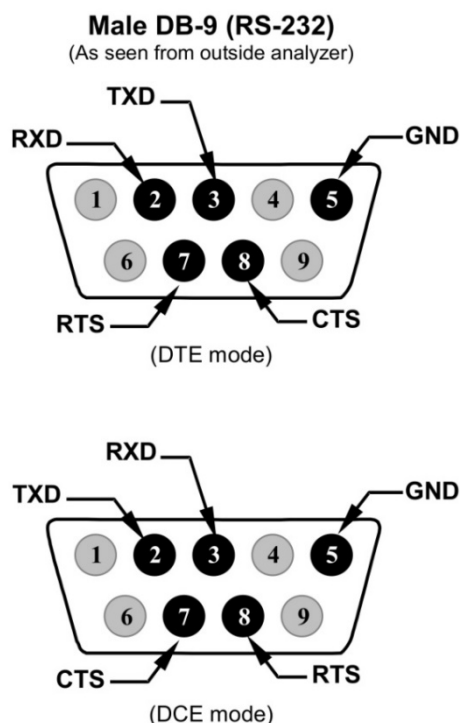 Male DB-9 (RS-232)
(As seen from outside analyzer)
TXD
RXD
GND
1 2 3 4 5
6 7 8 9
RTS
CTS
(DTE mode)
RXD
TXD
GND
1 2 3 4 5
6 7 8 9
CTS
RTS
(DCE mode)